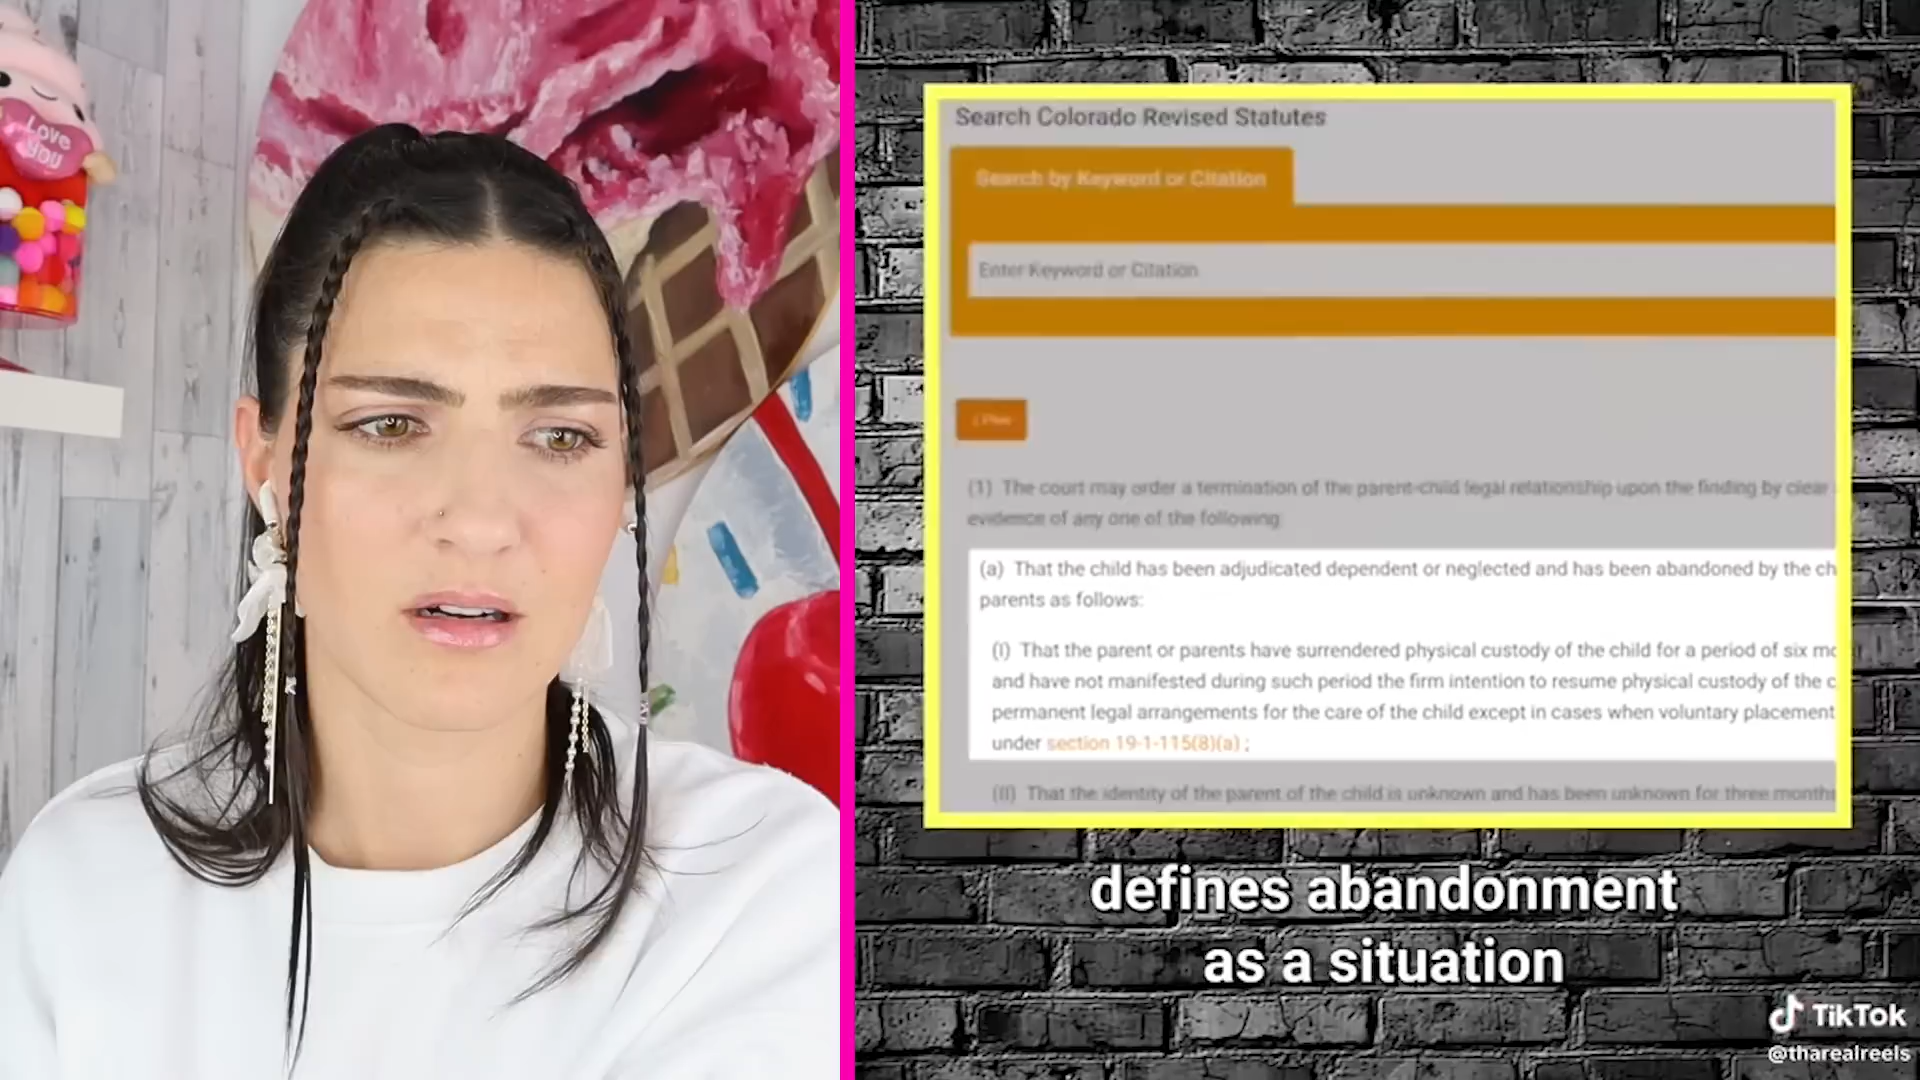 Love
YOU
Search Colorado Revised Statutes
Search by Keyword or Citation
Enter Keyword or Citation
(1) The court may order a termination of the parent-child legal relationship upon the finding by clear
evidence of any one of the following:
(a) That the child has been adjudicated dependent or neglected and has been abandoned by the ch
parents as follows:
(I) That the parent or parents have surrendered physical custody of the child for a period of six mo
and have not manifested during such period the firm intention to resume physical custody of the c
permanent legal arrangements for the care of the child except in cases when voluntary placement
under section 19-1-115(8)(a) ;
(II) That the identity of the parent of the child is unknown and has been unknown for three months
defines abandonment
as a situation
TikTok
@tharealreels